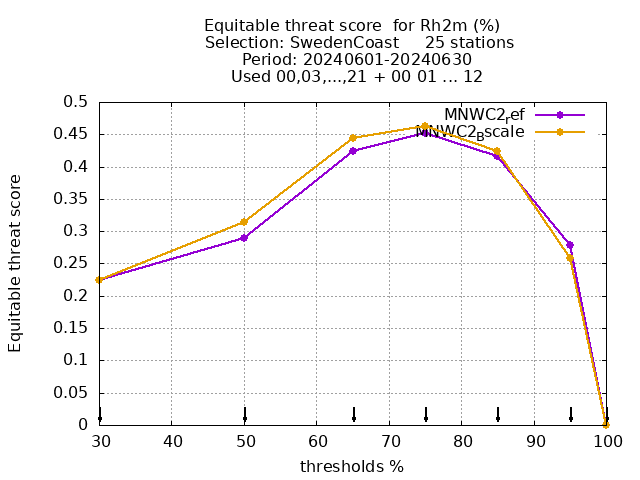 Equitable threat score  for Rh2m (%)
Selection: SwedenCoast     25 stations
Period: 20240601-20240630
Used 00,03,...,21 + 00 01 ... 12
MNWC2ref
MNWC2Bscale
0.5
0.45
0.4
0.35
0.3
0.25
0.2
0.15
0.1
0.05
0
Equitable threat score
30 40 50 60 70 80 90 100
thresholds %